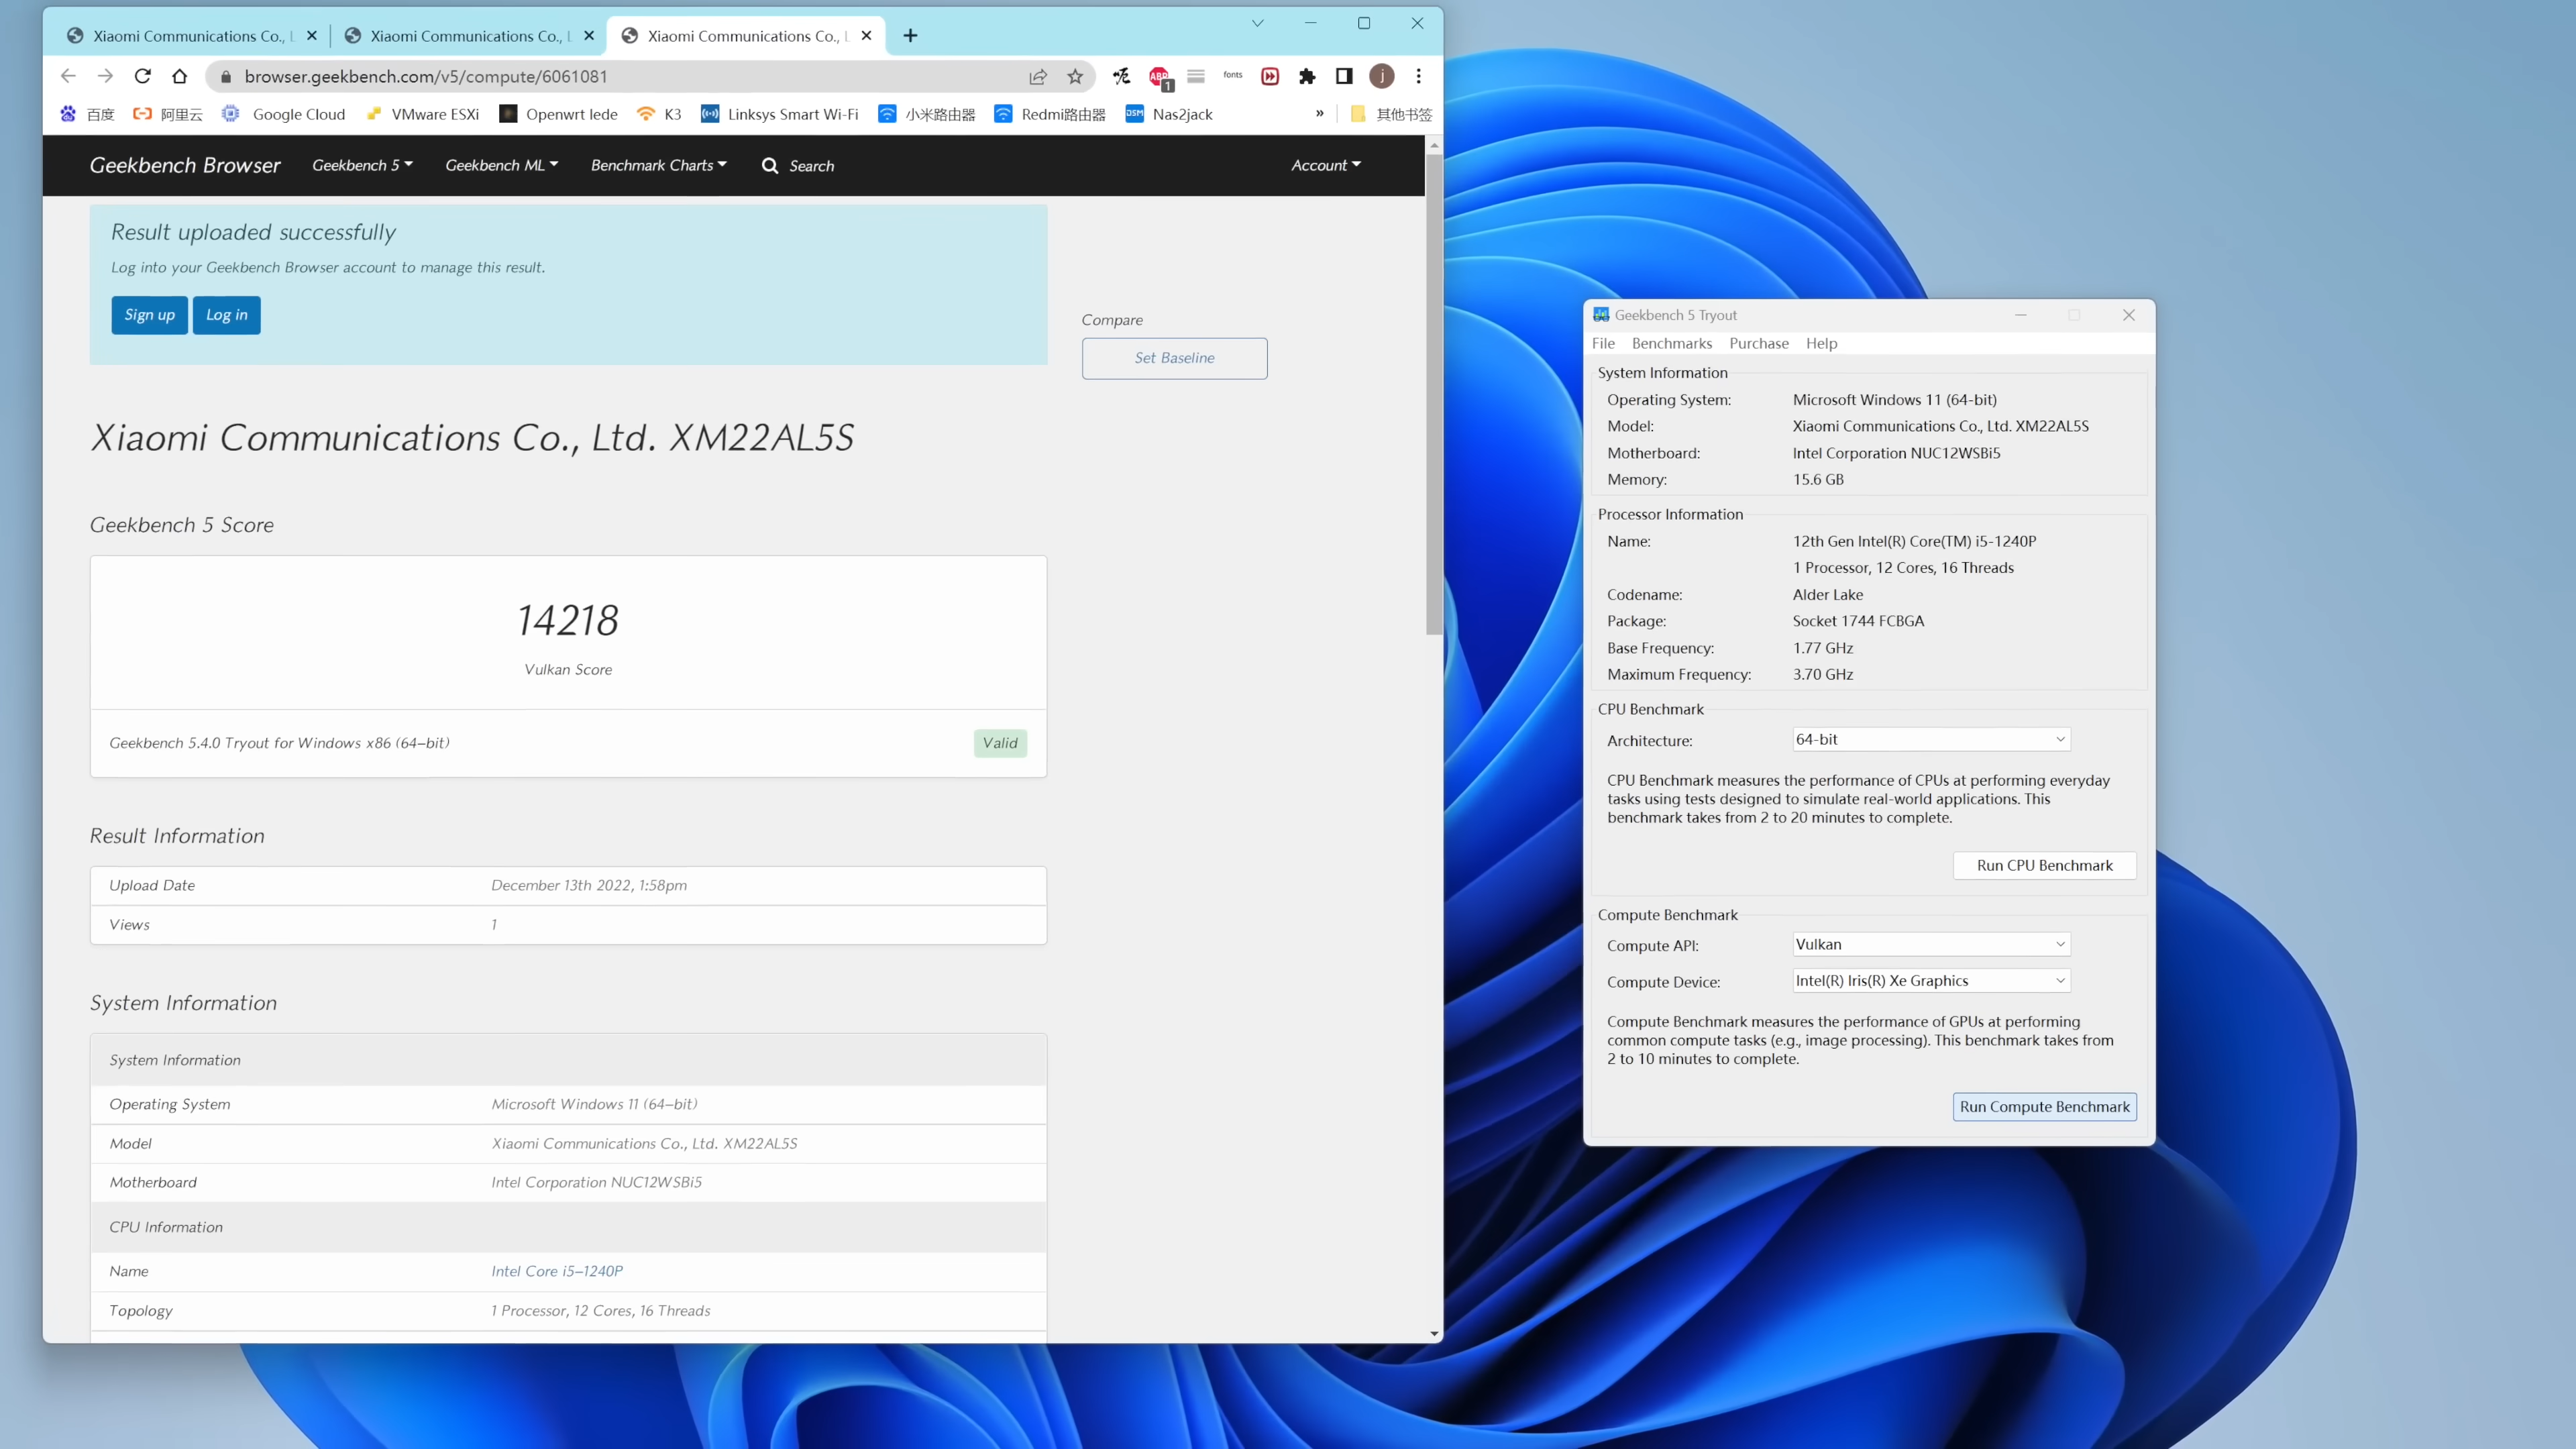 Xiaomi Communications Co.,
Xiaomi Communications Co.,
Xiaomi Communications Co.,
browser.geekbench.com/v5/compute/6061081
ABP
1
fonts
j
百度
阿里云
Google Cloud
VMware ESXi
Openwrt lede
K3
Linksys Smart Wi-Fi
小米路由器
Redmi路由器
DSM
Nas2jack
»
其他书签
Geekbench Browser
Geekbench 5
Geekbench ML
Benchmark Charts
Search
Account
Result uploaded successfully
Log into your Geekbench Browser account to manage this result.
Sign up
Log in
Compare
Set Baseline
Xiaomi Communications Co., Ltd. XM22AL5S
Geekbench 5 Score
14218
Vulkan Score
Geekbench 5.4.0 Tryout for Windows x86 (64-bit)
Valid
Result Information
Upload Date December 13th 2022, 1:58pm
Views 1
System Information
System Information
Operating System Microsoft Windows 11 (64-bit)
Model Xiaomi Communications Co., Ltd. XM22AL5S
Motherboard Intel Corporation NUC12WSBi5
CPU Information
Name Intel Core i5-1240P
Topology 1 Processor, 12 Cores, 16 Threads
Geekbench 5 Tryout
File Benchmarks Purchase Help
System Information
Operating System: Microsoft Windows 11 (64-bit)
Model: Xiaomi Communications Co., Ltd. XM22AL5S
Motherboard: Intel Corporation NUC12WSBi5
Memory: 15.6 GB
Processor Information
Name: 12th Gen Intel(R) Core(TM) i5-1240P
1 Processor, 12 Cores, 16 Threads
Codename: Alder Lake
Package: Socket 1744 FCBGA
Base Frequency: 1.77 GHz
Maximum Frequency: 3.70 GHz
CPU Benchmark
Architecture: 64-bit
CPU Benchmark measures the performance of CPUs at performing everyday
tasks using tests designed to simulate real-world applications. This
benchmark takes from 2 to 20 minutes to complete.
Run CPU Benchmark
Compute Benchmark
Compute API: Vulkan
Compute Device: Intel(R) Iris(R) Xe Graphics
Compute Benchmark measures the performance of GPUs at performing
common compute tasks (e.g., image processing). This benchmark takes from
2 to 10 minutes to complete.
Run Compute Benchmark